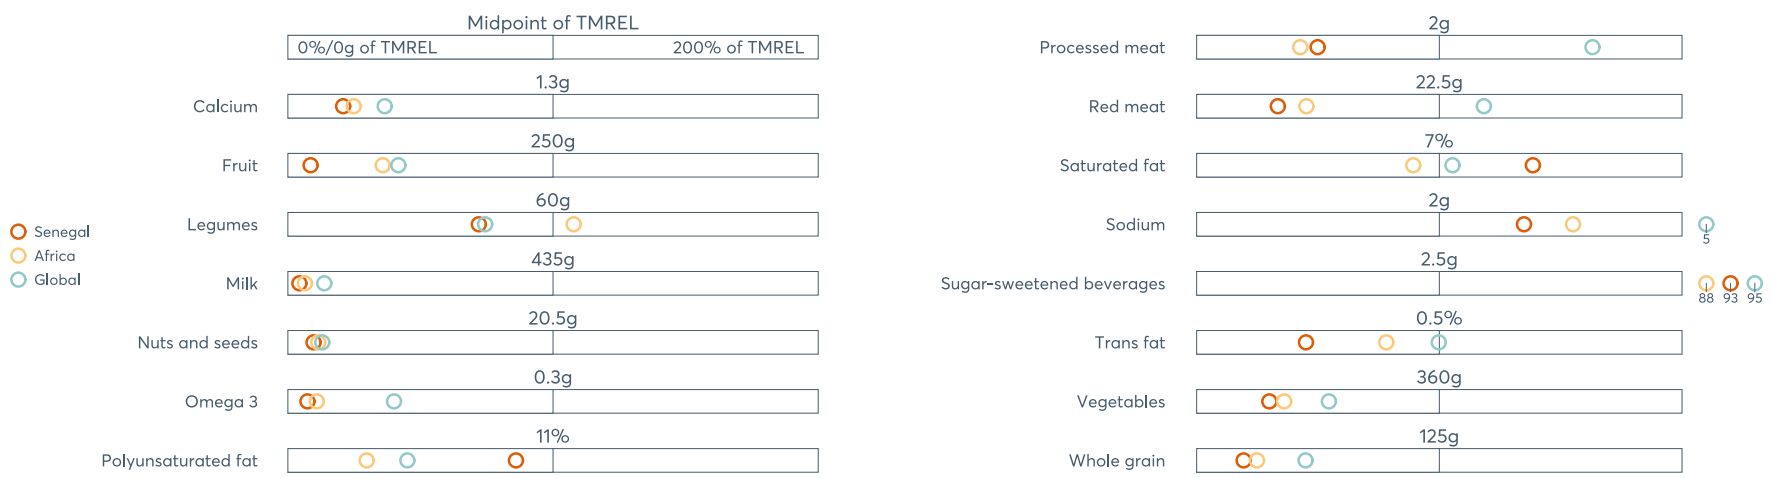 Midpoint of TMREL
0%/0g of TMREL 200% of TMREL
1.3g
Calcium
250g
Fruit
60g
Legumes
435g
Milk
20.5g
Nuts and seeds
0.3g
Omega 3
11%
Polyunsaturated fat
Senegal
Africa
Global
2g
Processed meat
22.5g
Red meat
7%
Saturated fat
2g
Sodium
5
2.5g
Sugar-sweetened beverages
88 93 95
0.5%
Trans fat
360g
Vegetables
125g
Whole grain